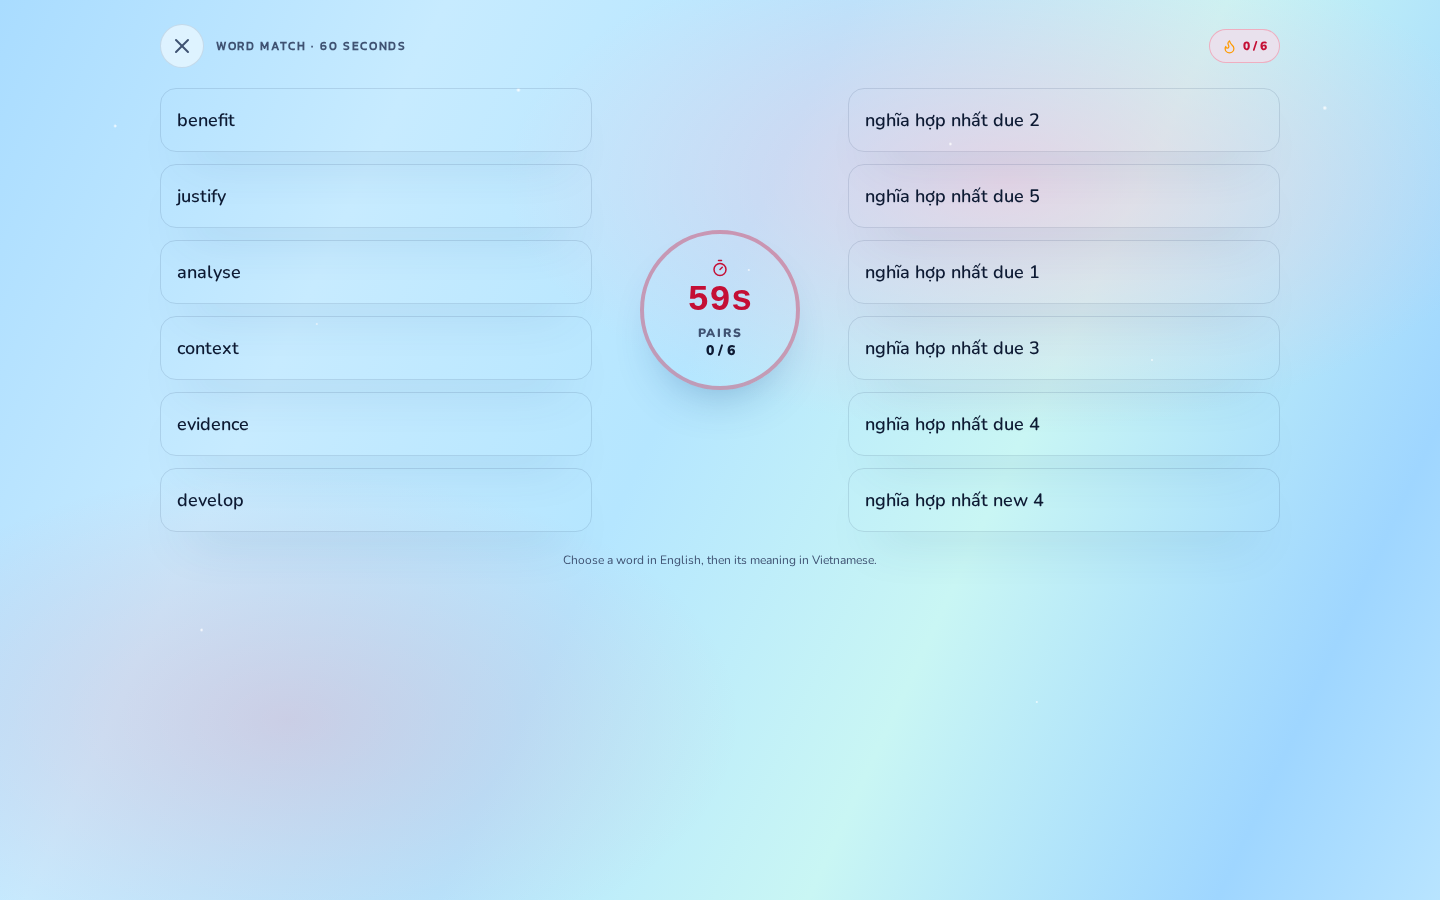 WORD MATCH · 60 SECONDS
0 / 6
benefit
justify
analyse
context
evidence
develop
59s
PAIRS
0 / 6
nghĩa hợp nhất due 2
nghĩa hợp nhất due 5
nghĩa hợp nhất due 1
nghĩa hợp nhất due 3
nghĩa hợp nhất due 4
nghĩa hợp nhất new 4
Choose a word in English, then its meaning in Vietnamese.